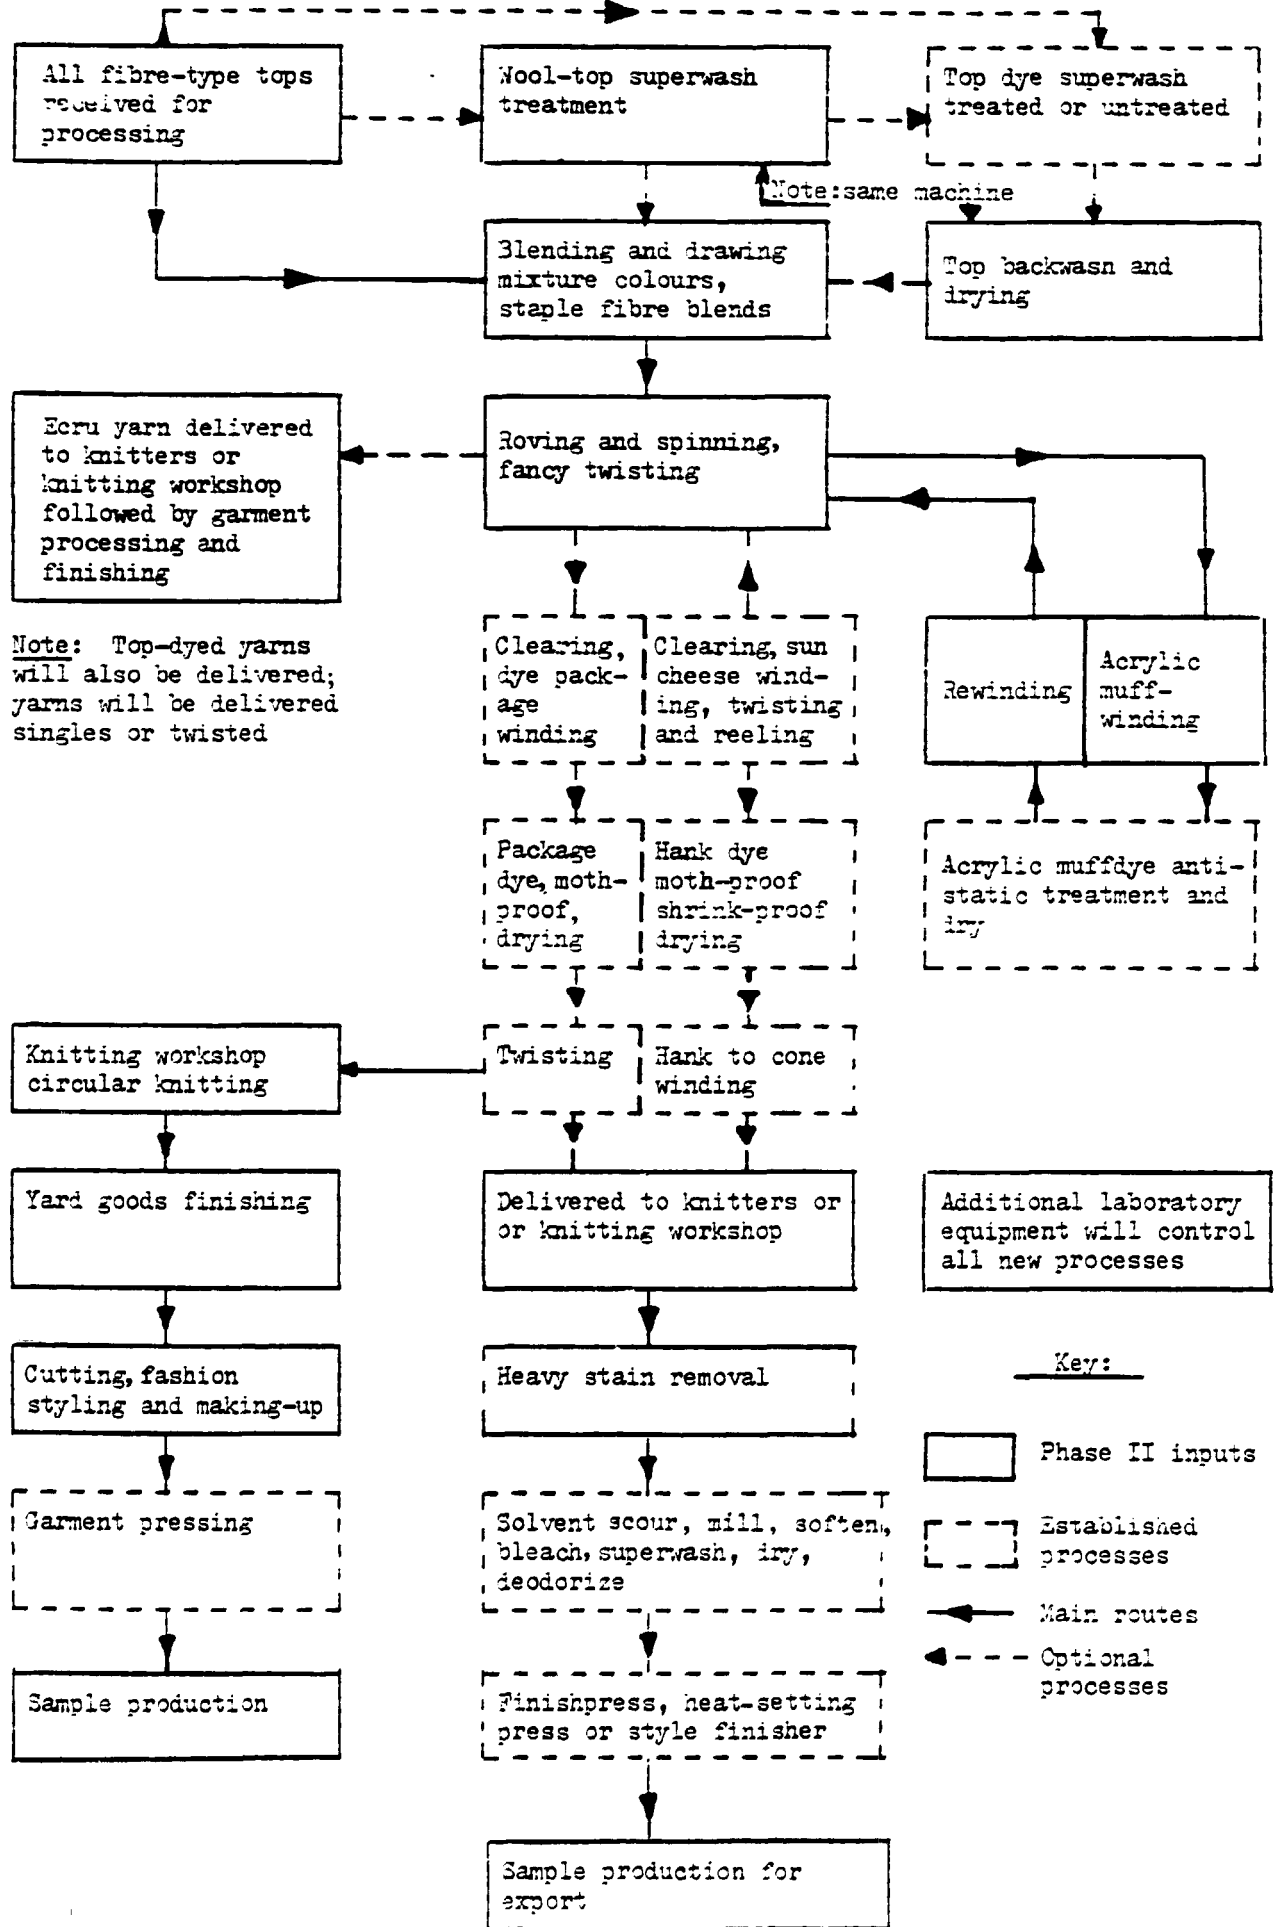 All fibre-type tops
received for
processing
Wool-top superwash
treatment
Top dye superwash
treated or untreated
Note:same machine
Blending and drawing
mixture colours,
staple fibre blends
Top backwash and
drying
Ecru yarn delivered
to knitters or
knitting workshop
followed by garment
processing and
finishing
Roving and spinning,
fancy twisting
Note: Top-dyed yarns
will also be delivered;
yarns will be delivered
singles or twisted
Clearing,
dye pack-
age
winding
Clearing, sun
cheese wind-
ing, twisting
and reeling
Rewinding
Acrylic
muff-
winding
Package
dye, moth-
proof,
drying
Hank dye
moth-proof
shrink-proof
drying
Acrylic muffdye anti-
static treatment and
dry
Knitting workshop
circular knitting
Twisting
Hank to cone
winding
Yard goods finishing
Delivered to knitters or
or knitting workshop
Additional laboratory
equipment will control
all new processes
Cutting, fashion
styling and making-up
Heavy stain removal
Key:
Phase II inputs
Garment pressing
Solvent scour, mill, soften,
bleach, superwash, dry,
deodorize
Established
processes
Main routes
Optional
processes
Sample production
Finishpress, heat-setting
press or style finisher
Sample production for
export